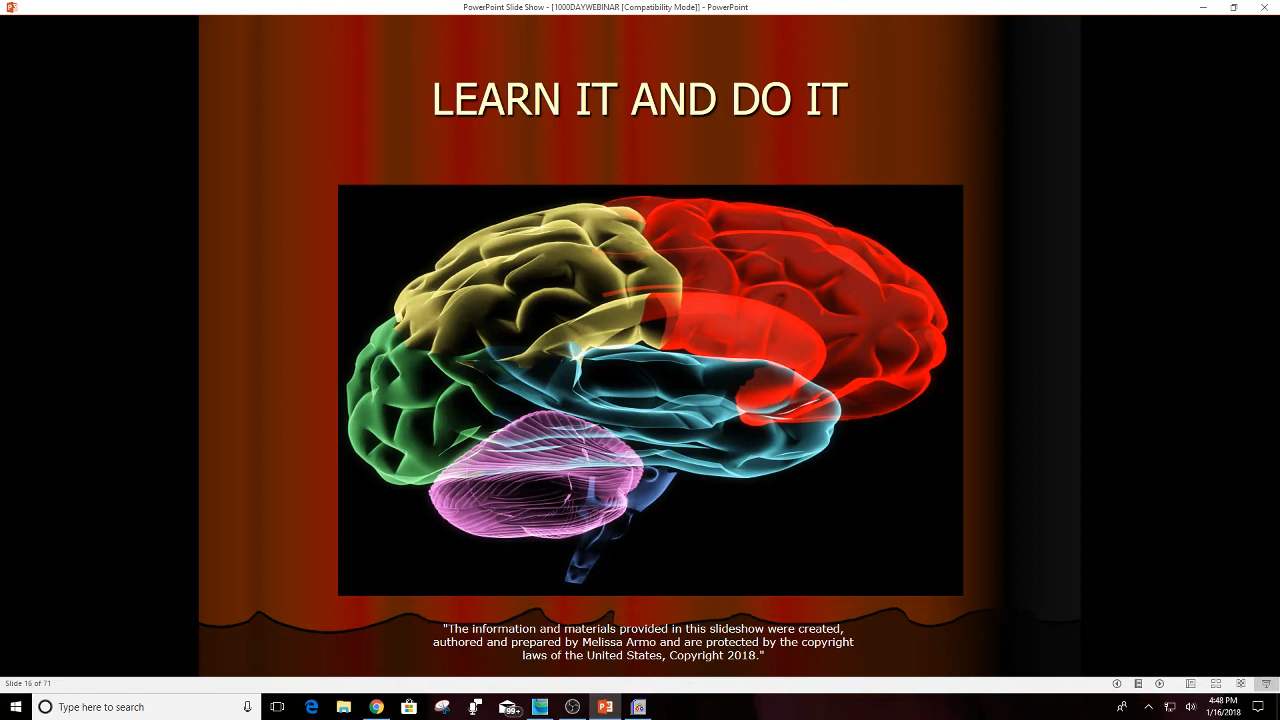 PowerPoint Slide Show - [1000DAYWEBINAR [Compatibility Mode]] - PowerPoint
LEARN IT AND DO IT
"The information and materials provided in this slideshow were created,
authored and prepared by Melissa Armo and are protected by the copyright
laws of the United States, Copyright 2018."
Slide 16 of 71
Type here to search
99+
4:48 PM
1/16/2018